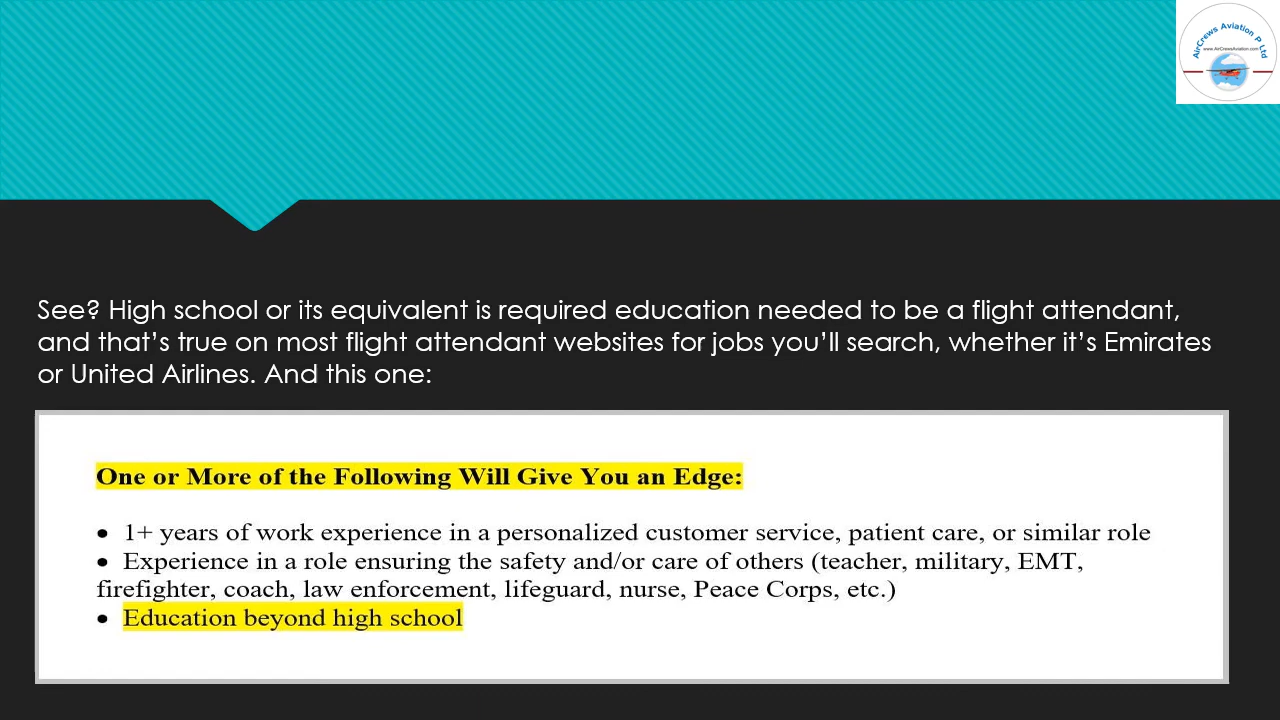 AirCrews Aviation P Ltd
www.AirCrewsAviation.com
See? High school or its equivalent is required education needed to be a flight attendant,
and that’s true on most flight attendant websites for jobs you’ll search, whether it’s Emirates
or United Airlines. And this one:
One or More of the Following Will Give You an Edge:
• 1+ years of work experience in a personalized customer service, patient care, or similar role
• Experience in a role ensuring the safety and/or care of others (teacher, military, EMT,
firefighter, coach, law enforcement, lifeguard, nurse, Peace Corps, etc.)
• Education beyond high school